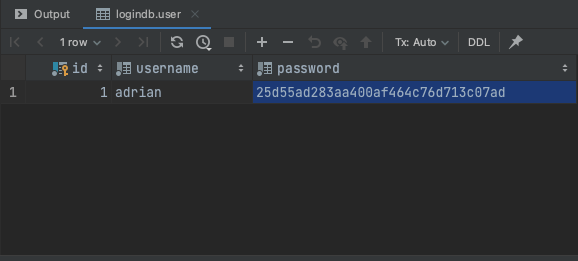 Output logindb.user
1 row Tx: Auto DDL
id username password
1 1 adrian 25d55ad283aa400af464c76d713c07ad